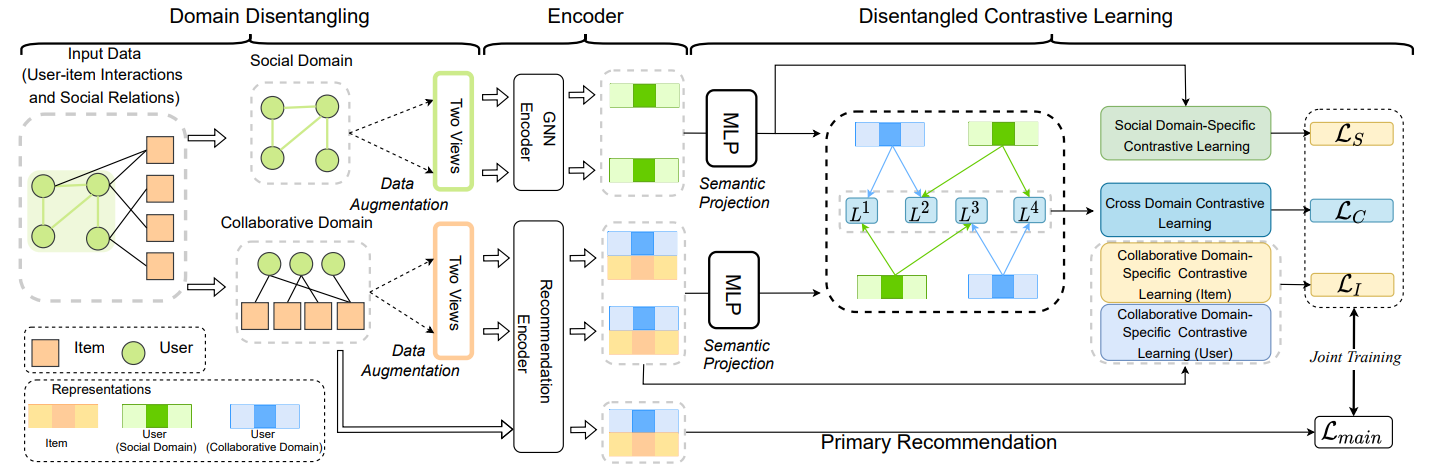 Domain Disentangling
Encoder
Disentangled Contrastive Learning
Input Data
(User-item Interactions
and Social Relations)
Social Domain
Two Views
GNN
Encoder
Data
Augmentation
MLP
Semantic
Projection
Collaborative Domain
Two Views
Recommendation
Encoder
Data
Augmentation
MLP
Semantic
Projection
L^1
L^2
L^3
L^4
Social Domain-Specific
Contrastive Learning
Cross Domain Contrastive
Learning
Collaborative Domain-
Specific Contrastive
Learning (Item)
Collaborative Domain-
Specific Contrastive
Learning (User)
ℒ_S
ℒ_C
ℒ_I
Joint Training
ℒ_main
Primary Recommendation
Item
User
Representations
Item
User
(Social Domain)
User
(Collaborative Domain)